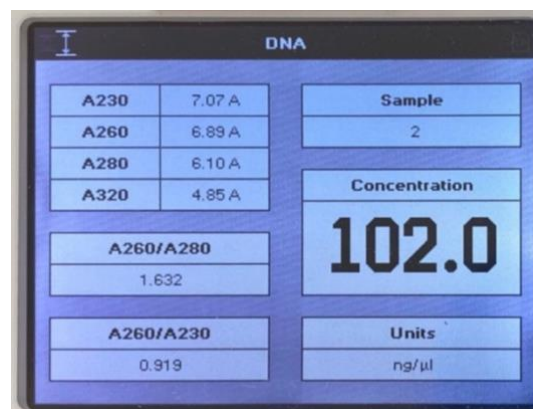 DNA
A230 7.07 A
A260 6.89 A
A280 6.10 A
A320 4.85 A
A260/A280
1.632
A260/A230
0.919
Sample
2
Concentration
102.0
Units
ng/µl